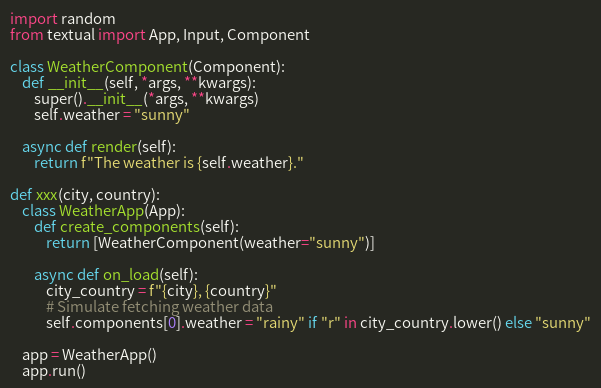 import random
from textual import App, Input, Component

class WeatherComponent(Component):
    def __init__(self, *args, **kwargs):
        super().__init__(*args, **kwargs)
        self.weather = "sunny"

    async def render(self):
        return f"The weather is {self.weather}."

def xxx(city, country):
    class WeatherApp(App):
        def create_components(self):
            return [WeatherComponent(weather="sunny")]

        async def on_load(self):
            city_country = f"{city}, {country}"
            # Simulate fetching weather data
            self.components[0].weather = "rainy" if "r" in city_country.lower() else "sunny"

    app = WeatherApp()
    app.run()